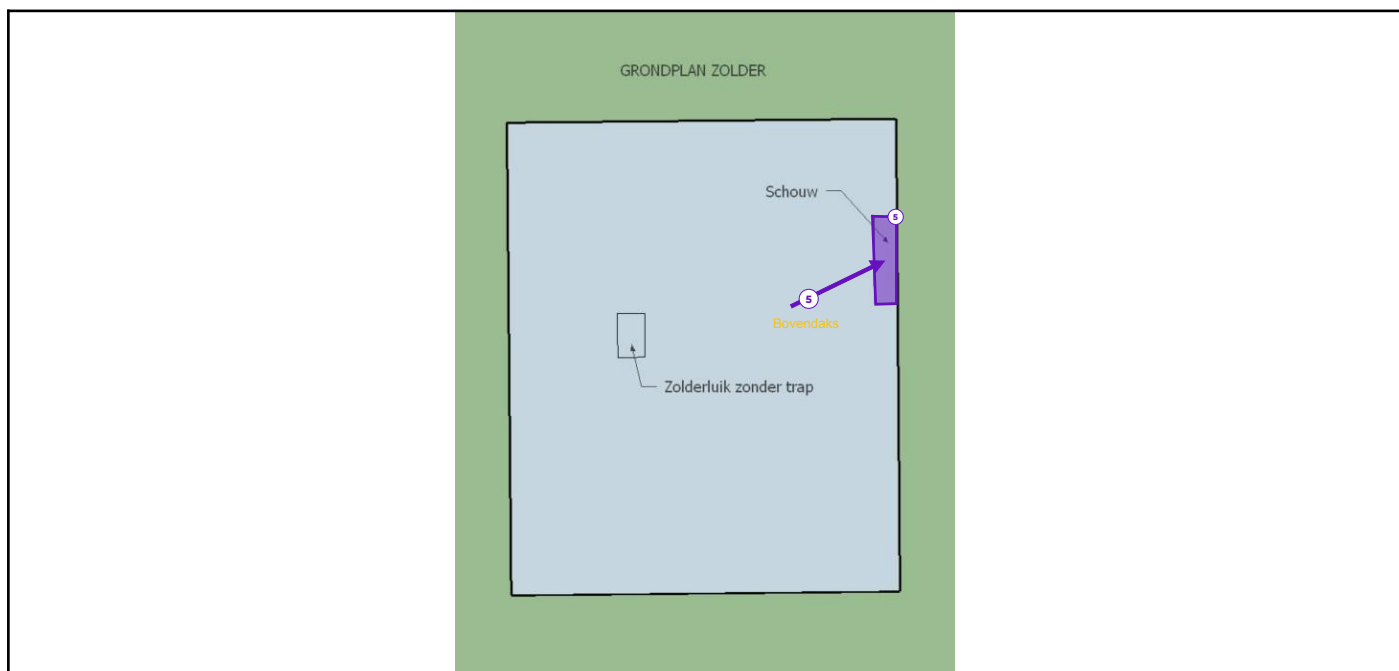 GRONDPLAN ZOLDER
Schouw
5
5
Bovendaks
Zolderluik zonder trap